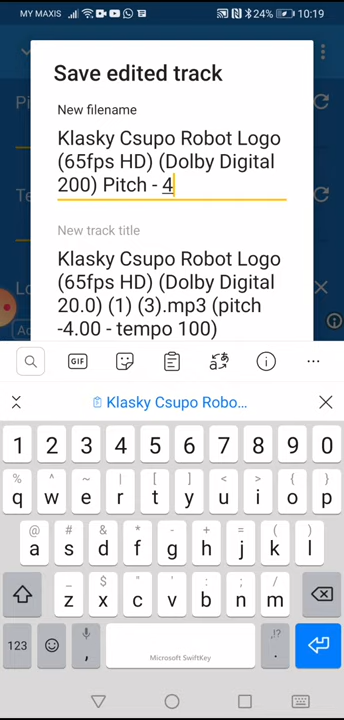 MY MAXIS 24% 10:19
Save edited track
New filename
Klasky Csupo Robot Logo
(65fps HD) (Dolby Digital
200) Pitch - 4
New track title
Klasky Csupo Robot Logo
(65fps HD) (Dolby Digital
20.0) (1) (3).mp3 (pitch
-4.00 - tempo 100)
GIF
Klasky Csupo Robo...
1 2 3 4 5 6 7 8 9 0
% ^ ~ | [ ] < > { }
q w e r t y u i o p
@ # & * - + = ( )
a s d f g h j k l
_ $ " ' : ; /
z x c v b n m
123 , Microsoft SwiftKey ,!? .